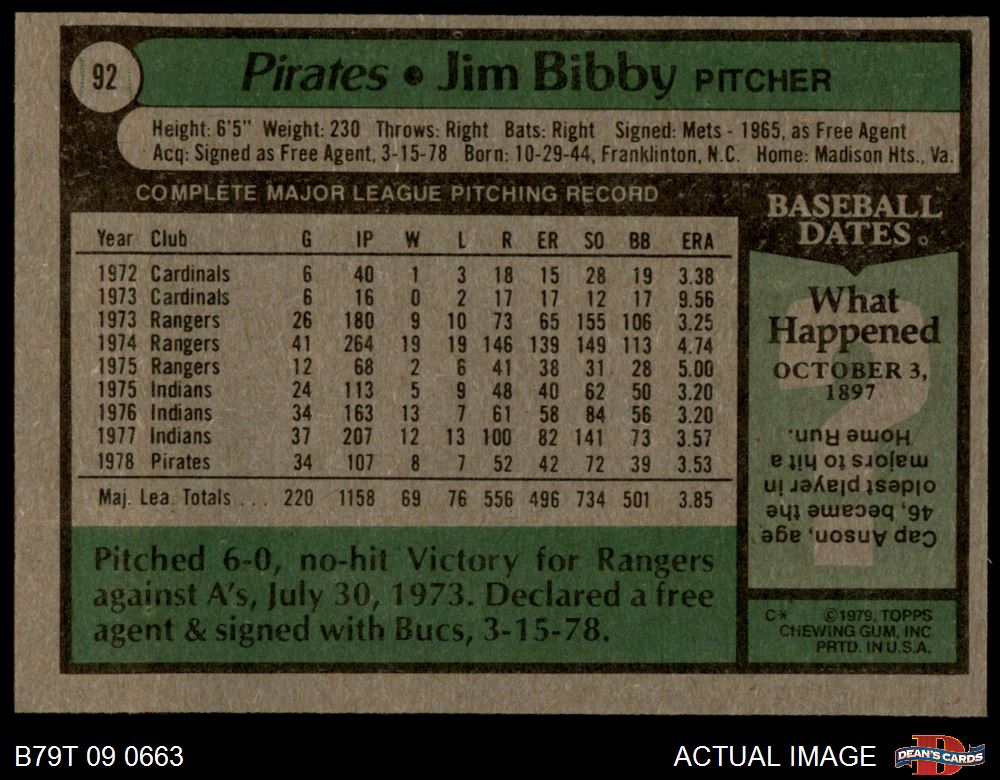 92
Pirates • Jim Bibby PITCHER
Height: 6'5" Weight: 230 Throws: Right Bats: Right Signed: Mets - 1965, as Free Agent
Acq: Signed as Free Agent, 3-15-78 Born: 10-29-44, Franklinton, N.C. Home: Madison Hts., Va.
COMPLETE MAJOR LEAGUE PITCHING RECORD
Year Club G IP W L R ER SO BB ERA
1972 Cardinals 6 40 1 3 18 15 28 19 3.38
1973 Cardinals 6 16 0 2 17 17 12 17 9.56
1973 Rangers 26 180 9 10 73 65 155 106 3.25
1974 Rangers 41 264 19 19 146 139 149 113 4.74
1975 Rangers 12 68 2 6 41 38 31 28 5.00
1975 Indians 24 113 5 9 48 40 62 50 3.20
1976 Indians 34 163 13 7 61 58 84 56 3.20
1977 Indians 37 207 12 13 100 82 141 73 3.57
1978 Pirates 34 107 8 7 52 42 72 39 3.53
Maj. Lea. Totals . . . 220 1158 69 76 556 496 734 501 3.85
Pitched 6-0, no-hit Victory for Rangers
against A's, July 30, 1973. Declared a free
agent & signed with Bucs, 3-15-78.
BASEBALL
DATES
What
Happened
OCTOBER 3,
1897
Cap Anson, age
46, became the
oldest player in
majors to hit a
Home Run.
C* ©1979, TOPPS
CHEWING GUM, INC.
PRTD. IN U.S.A.
B79T 09 0663
ACTUAL IMAGE
DEAN'S CARDS